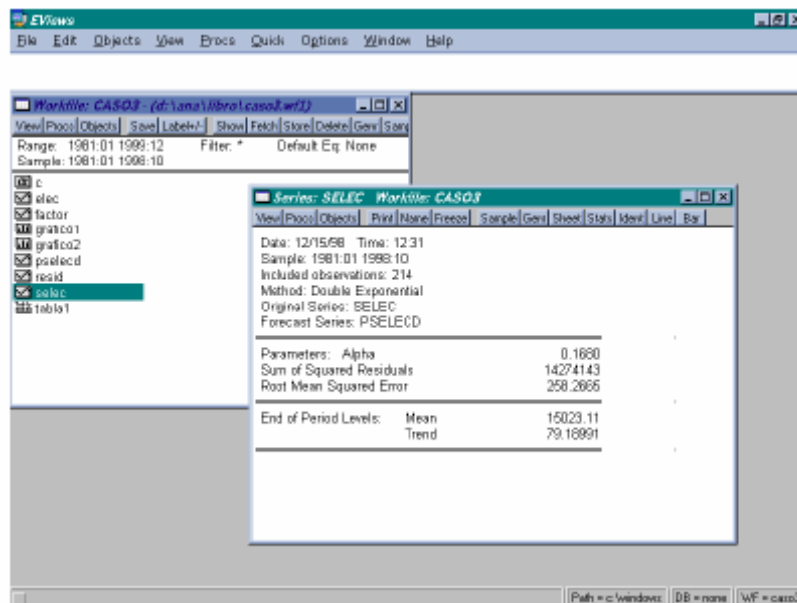 EViews
File Edit Objects View Procs Quick Options Window Help
Workfile: CASO3 - (d:\ana\libro\caso3.wf1)
View Procs Objects Save Label+/- Show Fetch Store Delete Genr Samp
Range: 1981:01 1999:12 Filter: * Default Eq: None
Sample: 1981:01 1998:10
c
elec
factor
grafico1
grafico2
pselecd
resid
selec
tabla1
Series: SELEC Workfile: CASO3
View Procs Objects Print Name Freeze Sample Genr Sheet Stats Ident Line Bar
Date: 12/15/98 Time: 12:31
Sample: 1981:01 1998:10
Included observations: 214
Method: Double Exponential
Original Series: SELEC
Forecast Series: PSELECD
Parameters: Alpha 0.1680
Sum of Squared Residuals 14274143
Root Mean Squared Error 258.2665
End of Period Levels: Mean 15023.11
Trend 79.18991
Path = c:\windows DB = none WF = caso3